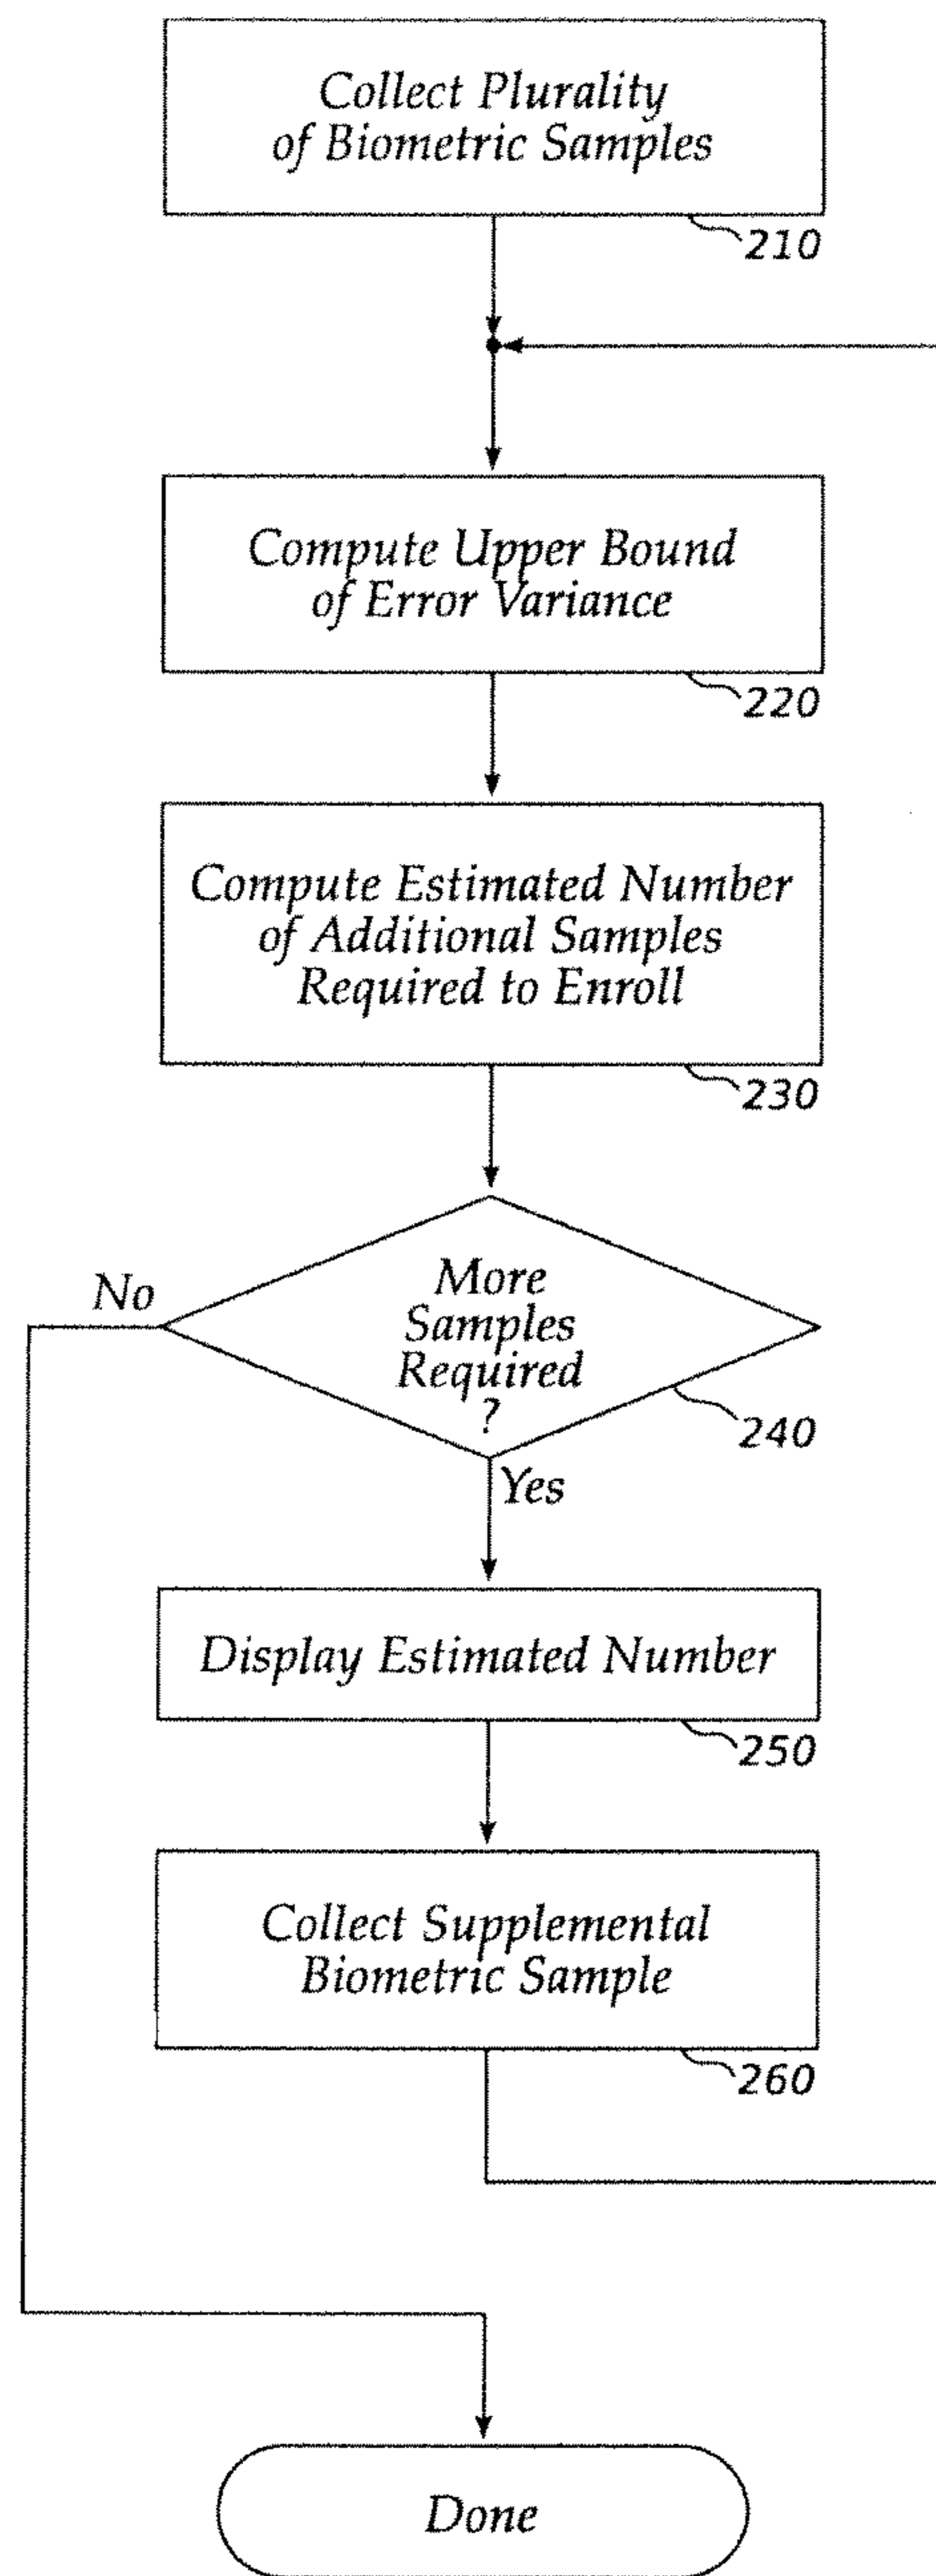 Collect Plurality
of Biometric Samples
210
Compute Upper Bound
of Error Variance
220
Compute Estimated Number
of Additional Samples
Required to Enroll
230
No
More
Samples
Required
?
240
Yes
Display Estimated Number
250
Collect Supplemental
Biometric Sample
260
Done